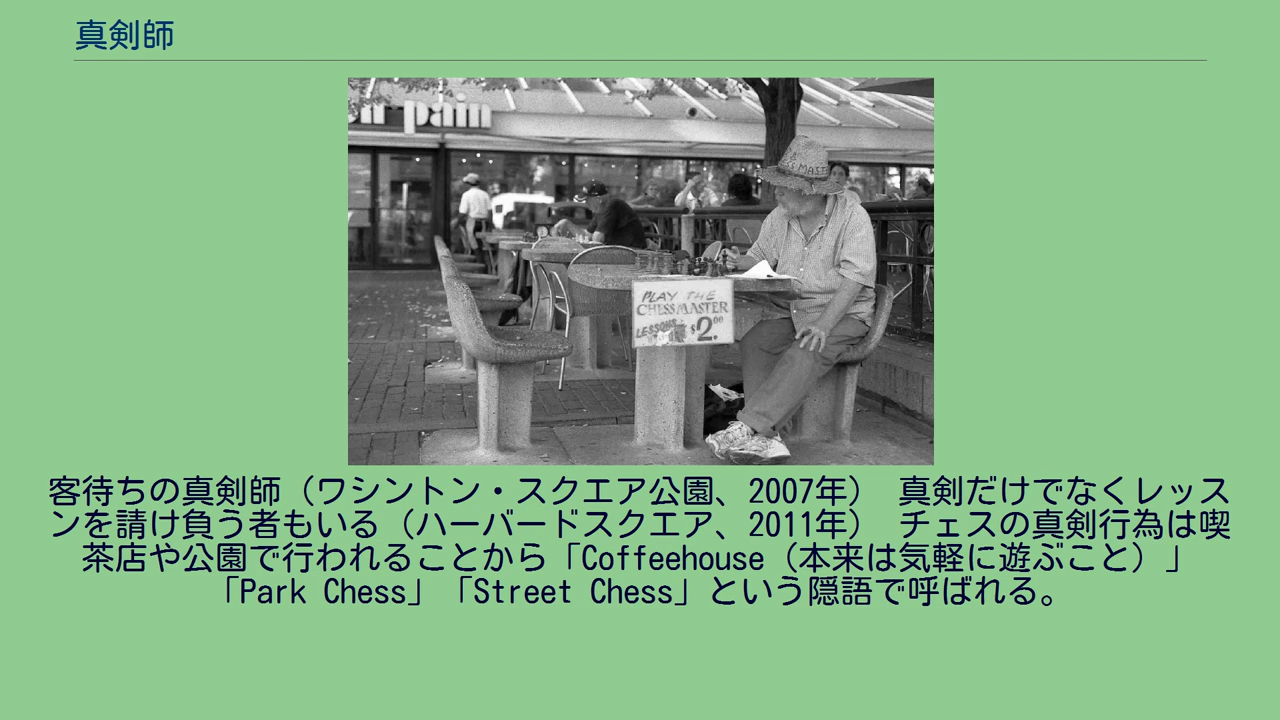 真剣師
au pain
CHESS MASTER
PLAY THE
CHESSMASTER
LESSONS $2.00
客待ちの真剣師（ワシントン・スクエア公園、2007年） 真剣だけでなくレッス
ンを請け負う者もいる（ハーバードスクエア、2011年） チェスの真剣行為は喫
茶店や公園で行われることから「Coffeehouse（本来は気軽に遊ぶこと）」
「Park Chess」「Street Chess」という隠語で呼ばれる。